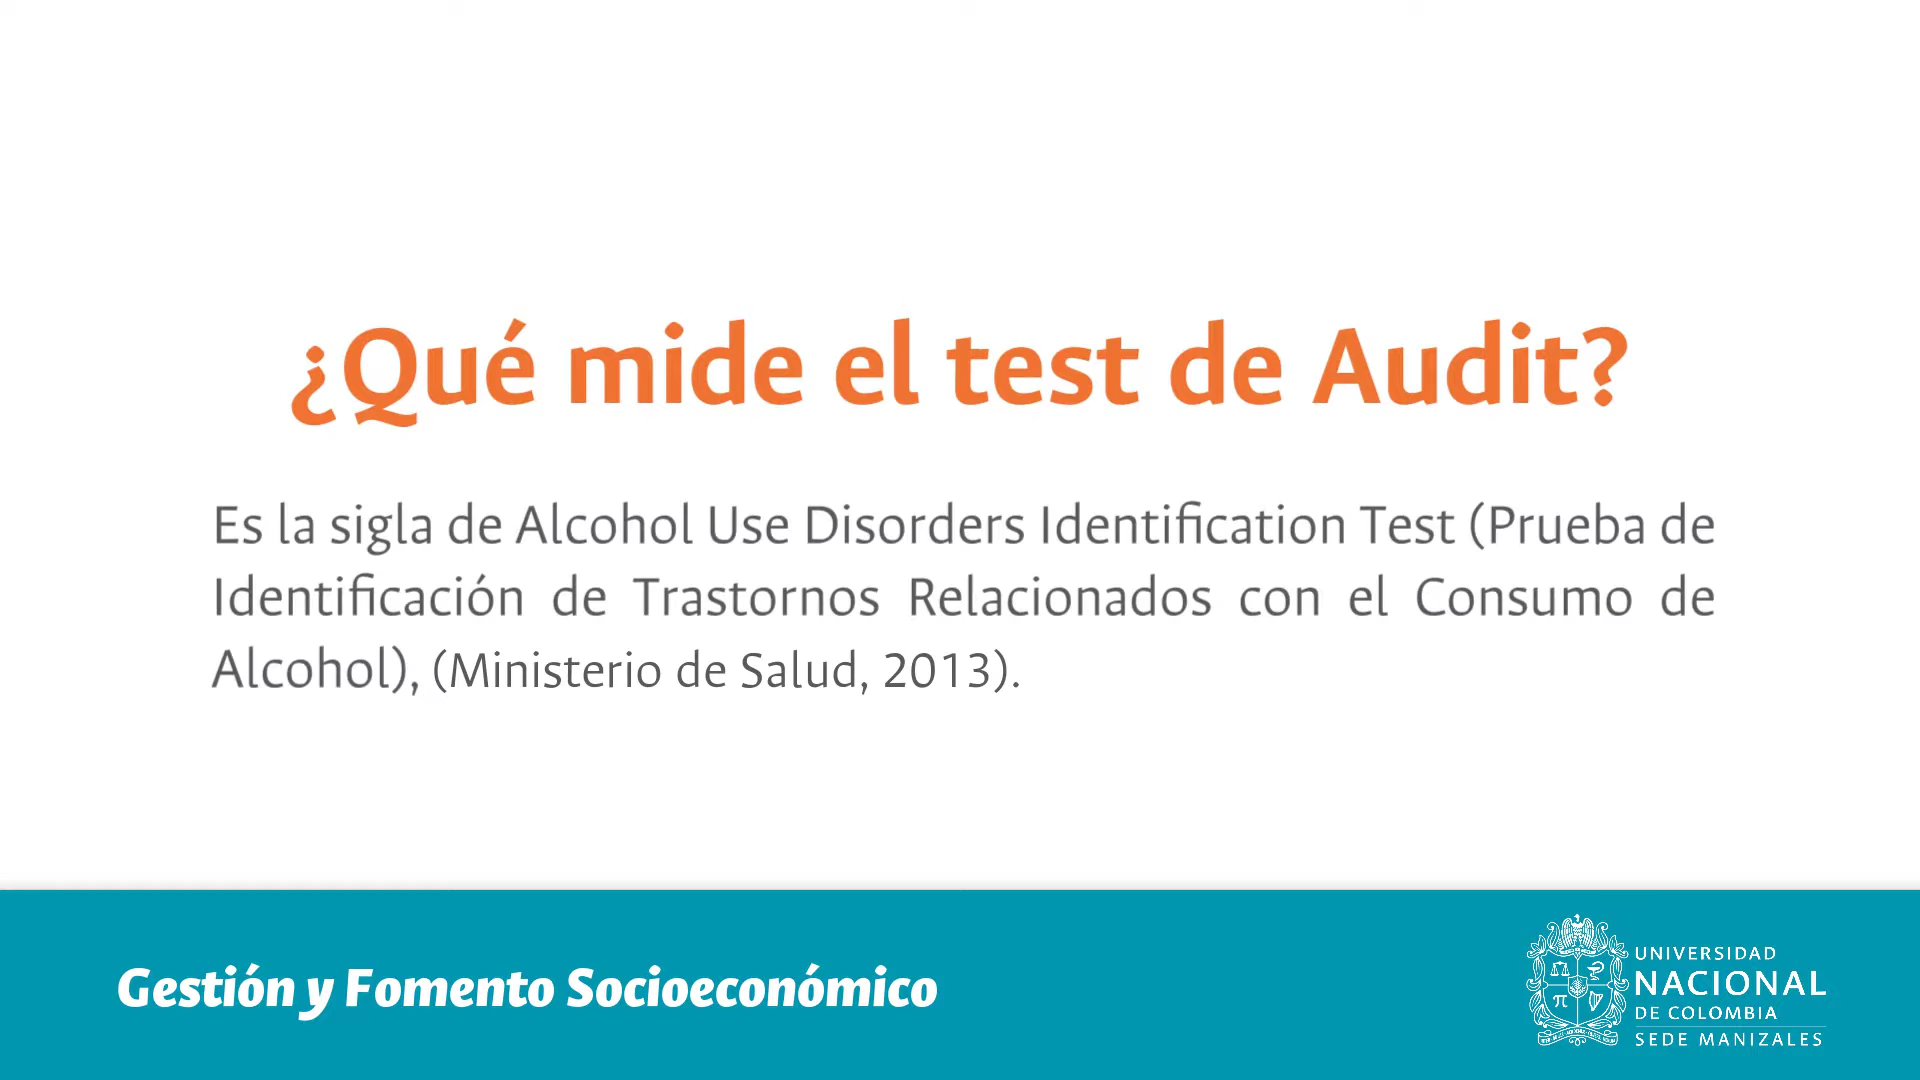 ¿Qué mide el test de Audit?
Es la sigla de Alcohol Use Disorders Identification Test (Prueba de
Identificación de Trastornos Relacionados con el Consumo de
Alcohol), (Ministerio de Salud, 2013).
Gestión y Fomento Socioeconómico
UNIVERSIDAD
NACIONAL
DE COLOMBIA
SEDE MANIZALES